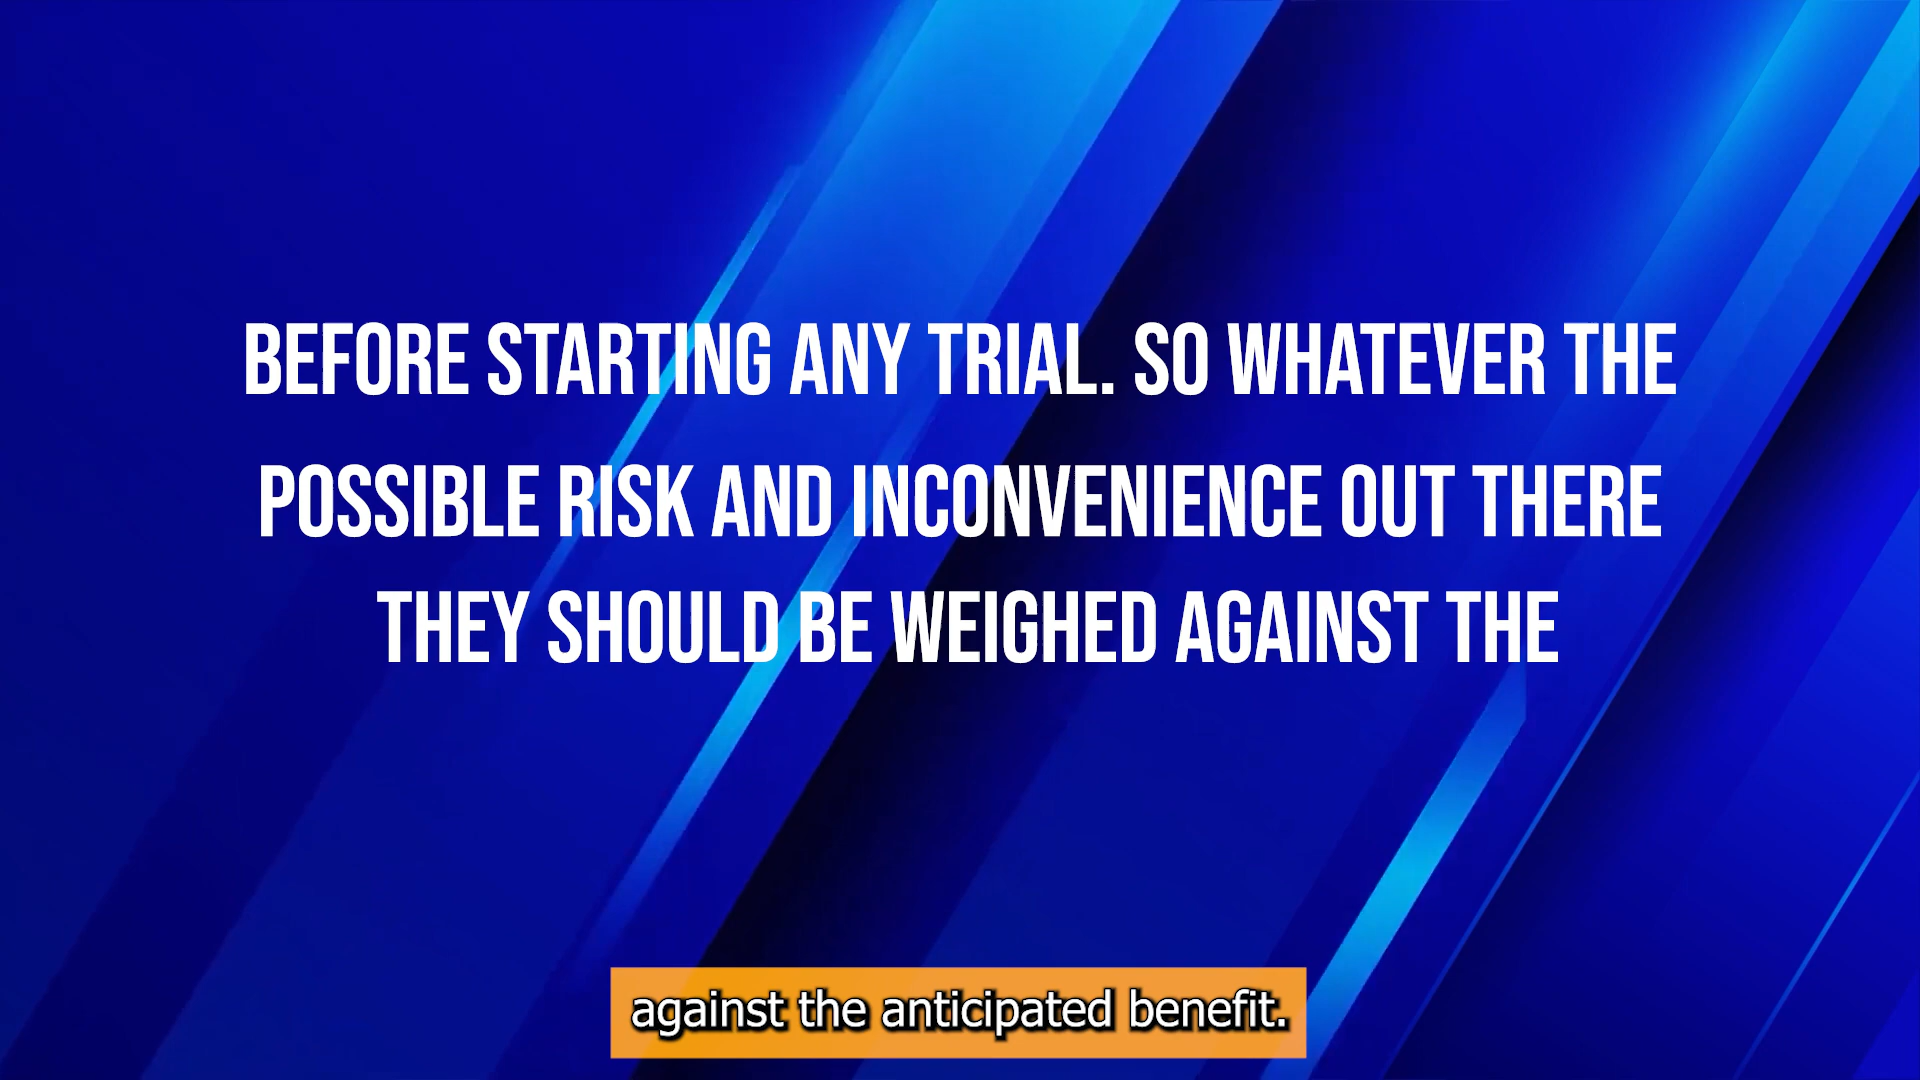 BEFORE STARTING ANY TRIAL. SO WHATEVER THE
POSSIBLE RISK AND INCONVENIENCE OUT THERE
THEY SHOULD BE WEIGHED AGAINST THE
against the anticipated benefit.